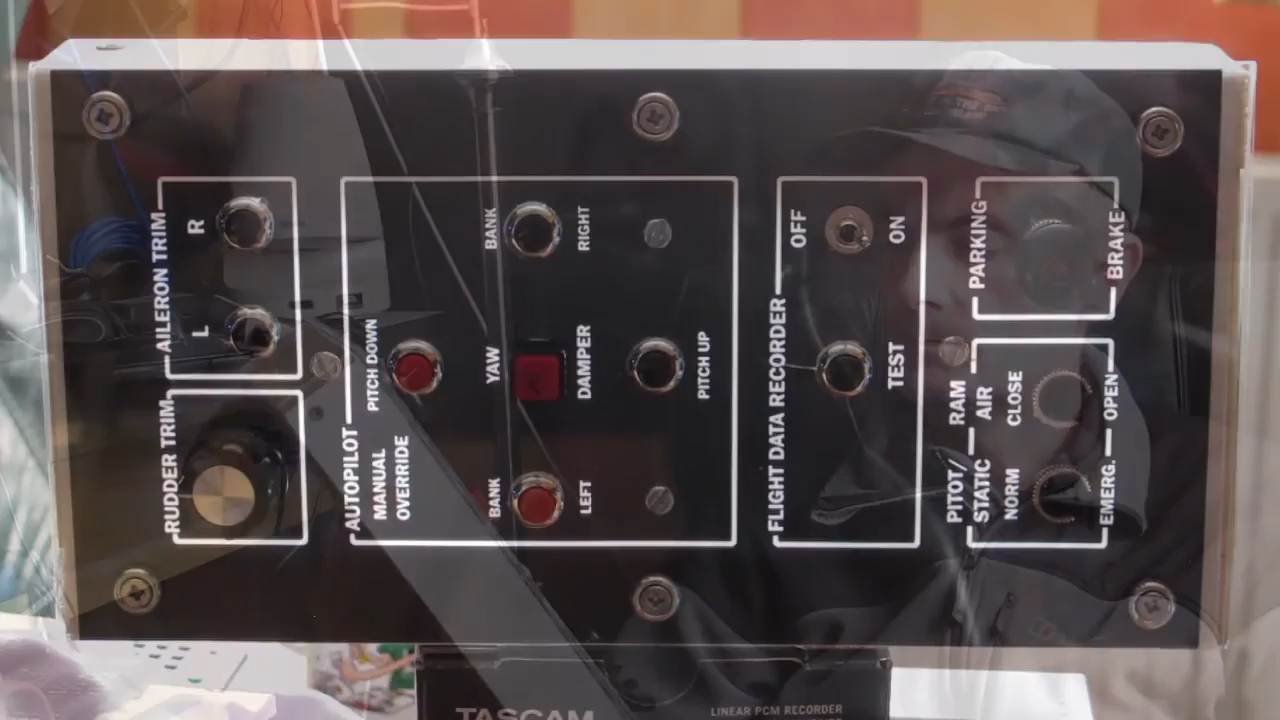 AILERON TRIM
L
R
RUDDER TRIM
AUTOPILOT
MANUAL
OVERRIDE
PITCH DOWN
BANK
LEFT
YAW
DAMPER
BANK
RIGHT
PITCH UP
FLIGHT DATA RECORDER
OFF
ON
TEST
PARKING
BRAKE
PITOT/
STATIC
RAM
AIR
NORM
CLOSE
EMERG.
OPEN
TASCAM
LINEAR PCM RECORDER